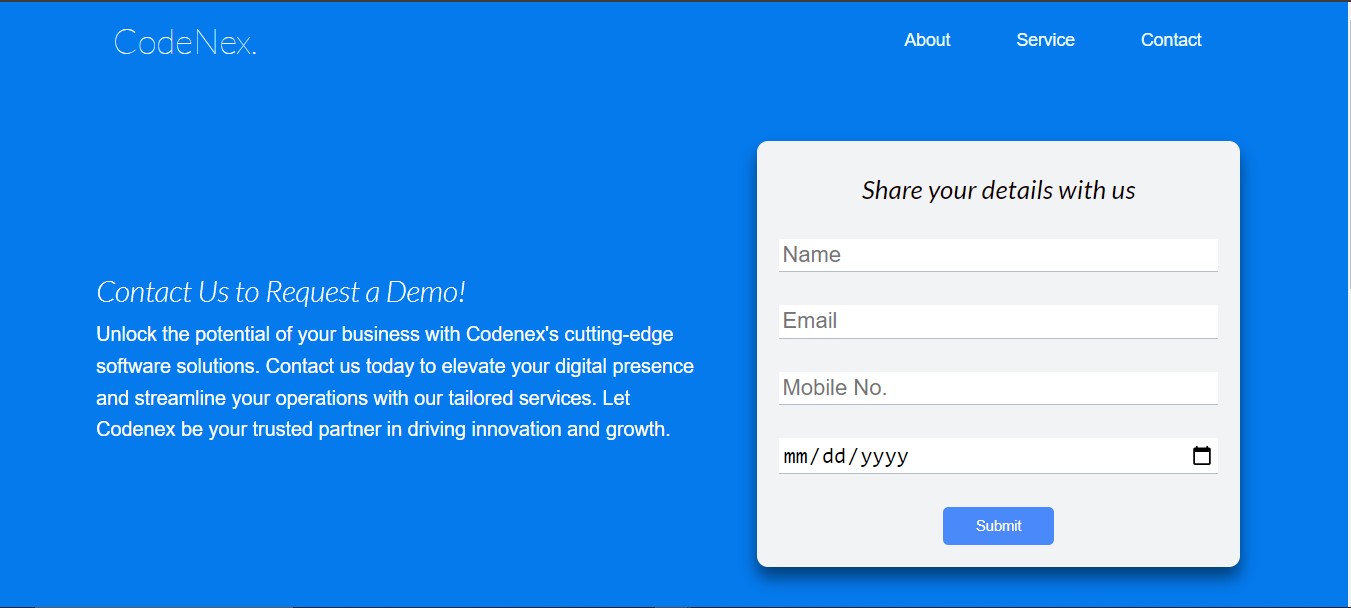 CodeNex.
About
Service
Contact
Share your details with us
Name
Email
Mobile No.
mm/dd/yyyy
Submit
Contact Us to Request a Demo!
Unlock the potential of your business with Codenex's cutting-edge
software solutions. Contact us today to elevate your digital presence
and streamline your operations with our tailored services. Let
Codenex be your trusted partner in driving innovation and growth.